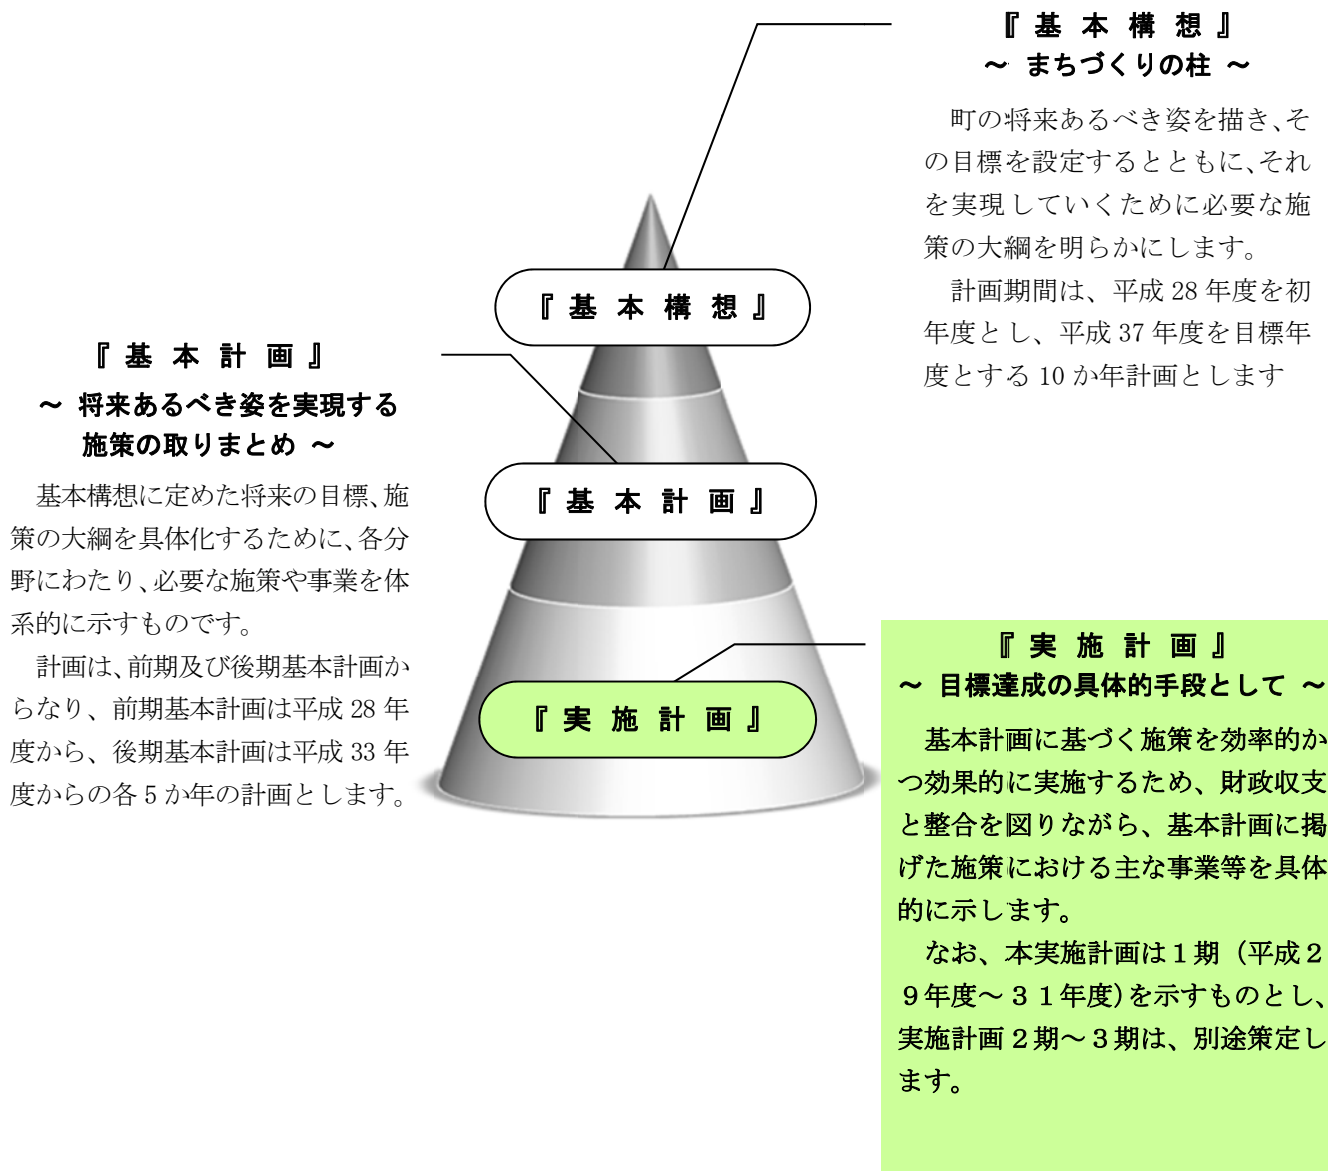 『 基 本 構 想 』
～ まちづくりの柱 ～
町の将来あるべき姿を描き、そ
の目標を設定するとともに、それ
を実現していくために必要な施
策の大綱を明らかにします。
計画期間は、平成 28 年度を初
年度とし、平成 37 年度を目標年
度とする 10 か年計画とします
『 基 本 構 想 』
『 基 本 計 画 』
～ 将来あるべき姿を実現する
施策の取りまとめ ～
基本構想に定めた将来の目標、施
策の大綱を具体化するために、各分
野にわたり、必要な施策や事業を体
系的に示すものです。
計画は、前期及び後期基本計画か
らなり、前期基本計画は平成 28 年
度から、後期基本計画は平成 33 年
度からの各 5 か年の計画とします。
『 基 本 計 画 』
『 実 施 計 画 』
『 実 施 計 画 』
～ 目標達成の具体的手段として ～
基本計画に基づく施策を効率的か
つ効果的に実施するため、財政収支
と整合を図りながら、基本計画に掲
げた施策における主な事業等を具体
的に示します。
なお、本実施計画は１期（平成２
９年度～３１年度）を示すものとし、
実施計画２期～３期は、別途策定し
ます。